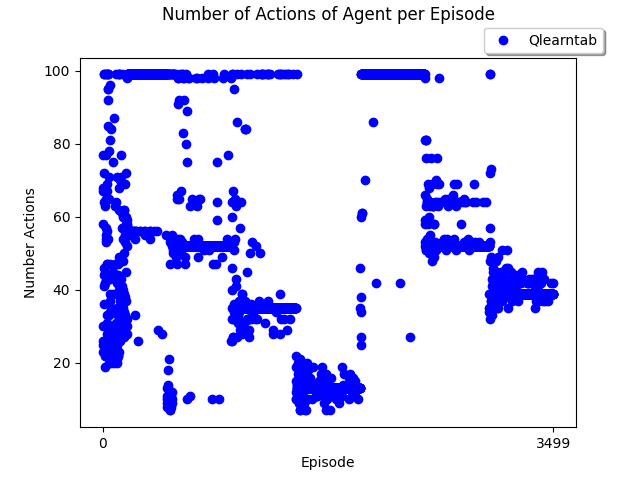 Number of Actions of Agent per Episode
Qlearntab
100
80
60
40
20
Number Actions
0
3499
Episode